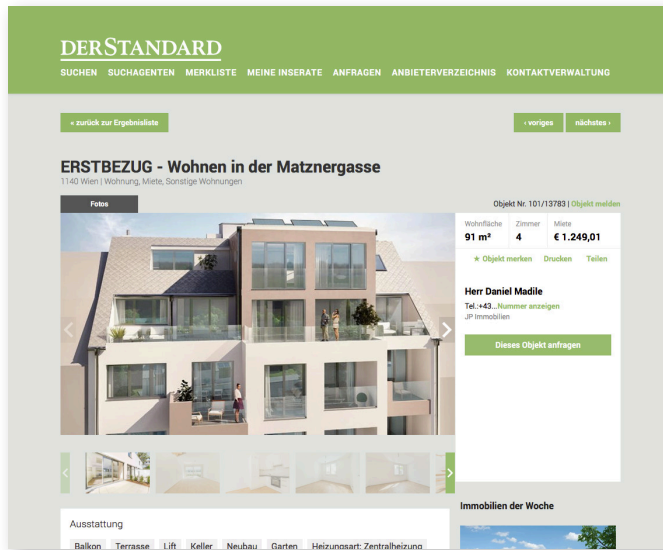 DERSTANDARD
SUCHEN SUCHAGENTEN MERKLISTE MEINE INSERATE ANFRAGEN ANBIETERVERZEICHNIS KONTAKTVERWALTUNG
« zurück zur Ergebnisliste
‹ voriges nächstes ›
ERSTBEZUG - Wohnen in der Matznergasse
1140 Wien | Wohnung, Miete, Sonstige Wohnungen
Fotos
Objekt Nr. 101/13783 | Objekt melden
Wohnfläche Zimmer Miete
91 m² 4 € 1.249,01
★ Objekt merken Drucken Teilen
Herr Daniel Madile
Tel.:+43...Nummer anzeigen
JP Immobilien
Dieses Objekt anfragen
Immobilien der Woche
Ausstattung
Balkon Terrasse Lift Keller Neubau Garten Heizungsart: Zentralheizung